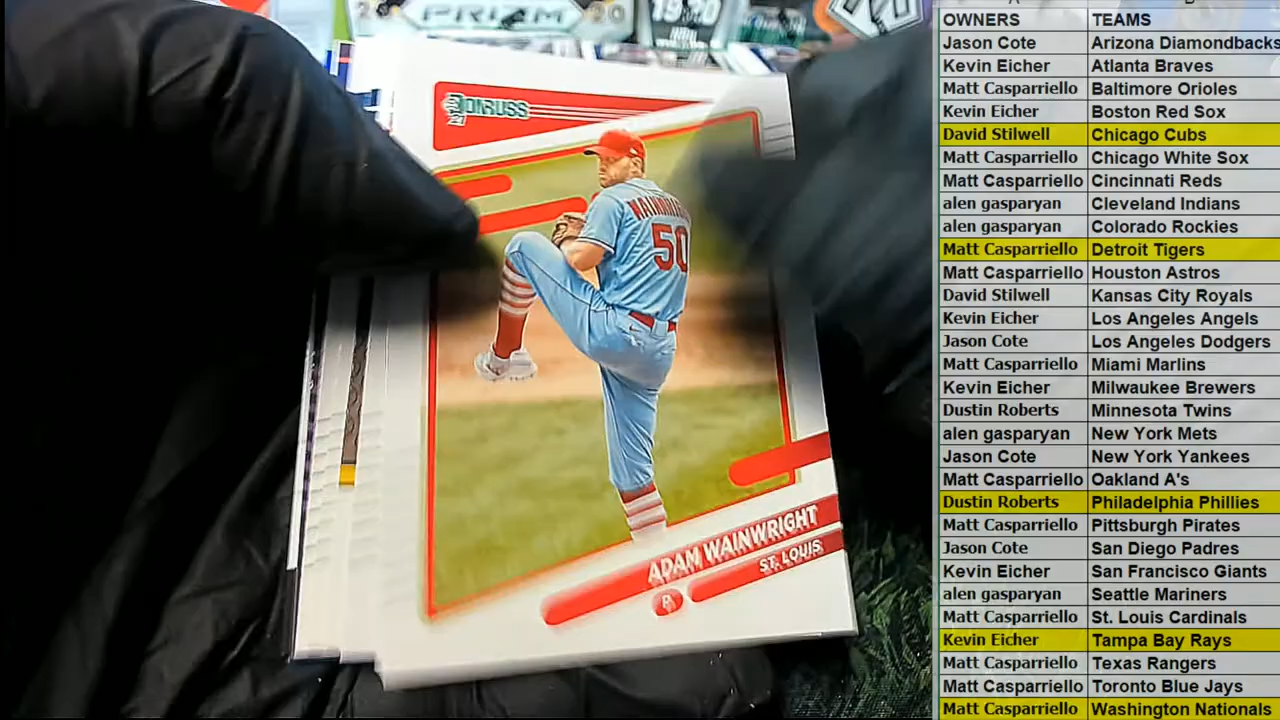 PRIZM
20
19.20
DONRUSS
21
WAINWRIGHT
50
ADAM WAINWRIGHT
P
ST. LOUIS
OWNERS TEAMS
Jason Cote Arizona Diamondbacks
Kevin Eicher Atlanta Braves
Matt Casparriello Baltimore Orioles
Kevin Eicher Boston Red Sox
David Stilwell Chicago Cubs
Matt Casparriello Chicago White Sox
Matt Casparriello Cincinnati Reds
alen gasparyan Cleveland Indians
alen gasparyan Colorado Rockies
Matt Casparriello Detroit Tigers
Matt Casparriello Houston Astros
David Stilwell Kansas City Royals
Kevin Eicher Los Angeles Angels
Jason Cote Los Angeles Dodgers
Matt Casparriello Miami Marlins
Kevin Eicher Milwaukee Brewers
Dustin Roberts Minnesota Twins
alen gasparyan New York Mets
Jason Cote New York Yankees
Matt Casparriello Oakland A's
Dustin Roberts Philadelphia Phillies
Matt Casparriello Pittsburgh Pirates
Jason Cote San Diego Padres
Kevin Eicher San Francisco Giants
alen gasparyan Seattle Mariners
Matt Casparriello St. Louis Cardinals
Kevin Eicher Tampa Bay Rays
Matt Casparriello Texas Rangers
Matt Casparriello Toronto Blue Jays
Matt Casparriello Washington Nationals